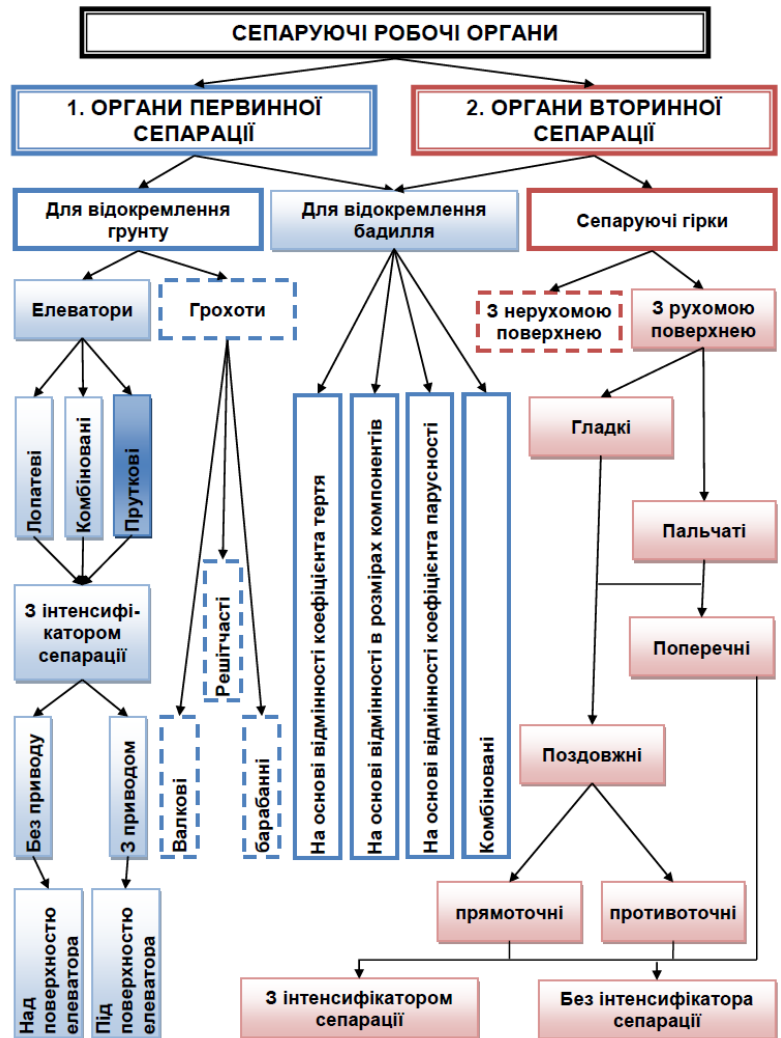 СЕПАРУЮЧІ РОБОЧІ ОРГАНИ
1. ОРГАНИ ПЕРВИННОЇ
СЕПАРАЦІЇ
2. ОРГАНИ ВТОРИННОЇ
СЕПАРАЦІЇ
Для відокремлення
грунту
Для відокремлення
бадилля
Сепаруючі гірки
Елеватори
Грохоти
З нерухомою
поверхнею
З рухомою
поверхнею
Лопатеві
Комбіновані
Пруткові
Гладкі
Пальчаті
З інтенсифі-
катором
сепарації
Решітчасті
Валкові
барабанні
На основі відмінності коефіцієнта тертя
На основі відмінності в розмірах компонентів
На основі відмінності коефіцієнта парусності
Комбіновані
Поперечні
Поздовжні
Без приводу
З приводом
Над
поверхностю
елеватора
Під
поверхностю
елеватора
прямоточні
противоточні
З інтенсифікатором
сепарації
Без інтенсифікатора
сепарації